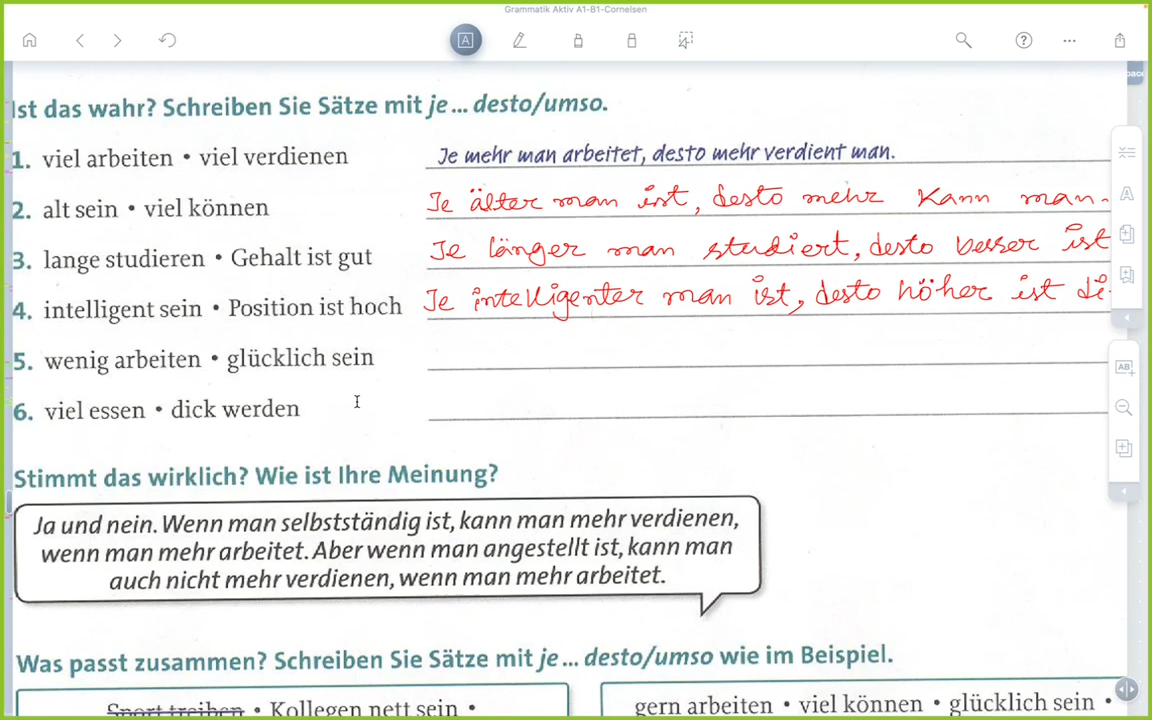 Grammatik Aktiv A1-B1-Cornelsen
Ist das wahr? Schreiben Sie Sätze mit je... desto/umso.
1. viel arbeiten • viel verdienen Je mehr man arbeitet, desto mehr verdient man.
2. alt sein • viel können Je älter man ist, desto mehr kann man.
3. lange studieren • Gehalt ist gut Je länger man studiert, desto besser ist
4. intelligent sein • Position ist hoch Je intelligenter man ist, desto höher ist di
5. wenig arbeiten • glücklich sein
6. viel essen • dick werden
Stimmt das wirklich? Wie ist Ihre Meinung?
Ja und nein. Wenn man selbstständig ist, kann man mehr verdienen,
wenn man mehr arbeitet. Aber wenn man angestellt ist, kann man
auch nicht mehr verdienen, wenn man mehr arbeitet.
Was passt zusammen? Schreiben Sie Sätze mit je... desto/umso wie im Beispiel.
Sport treiben • Kollegen nett sein •
gern arbeiten • viel können • glücklich sein •